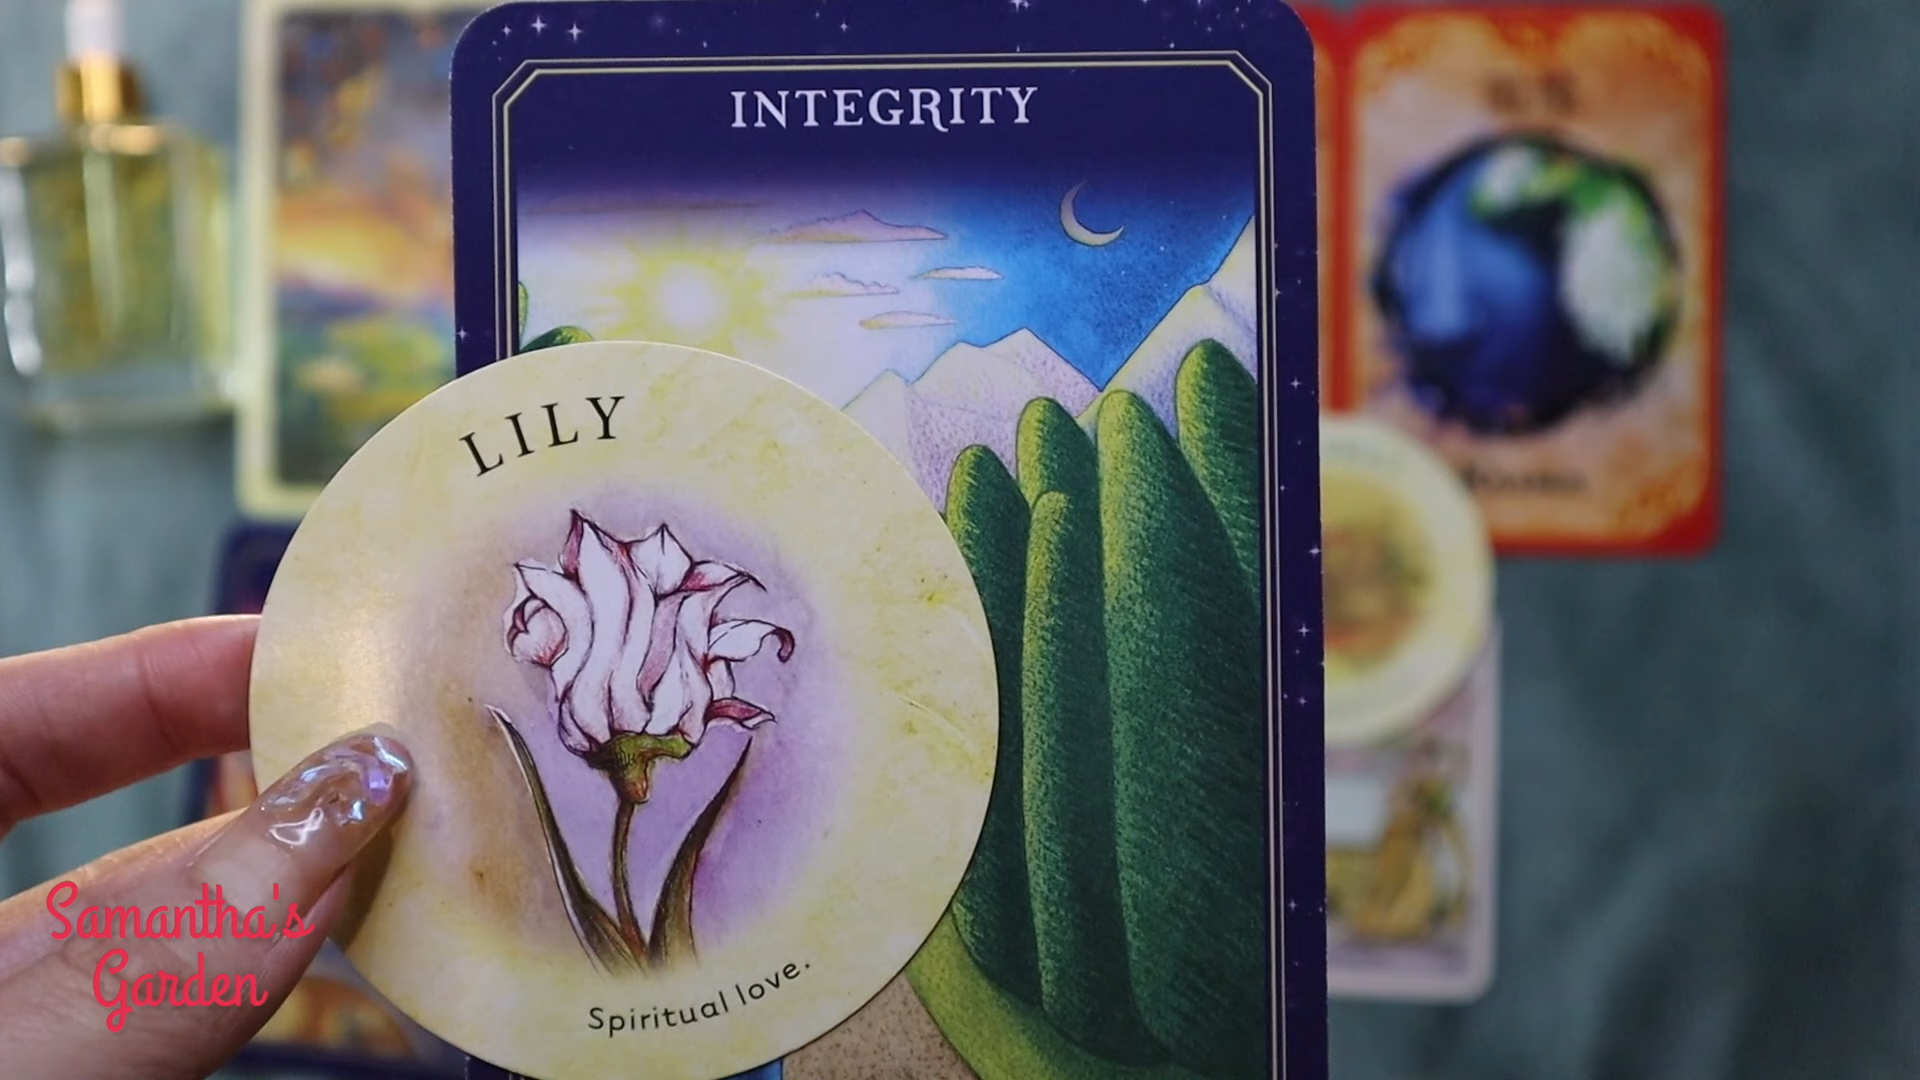 INTEGRITY
LILY
Spiritual love.
Samantha's
Garden